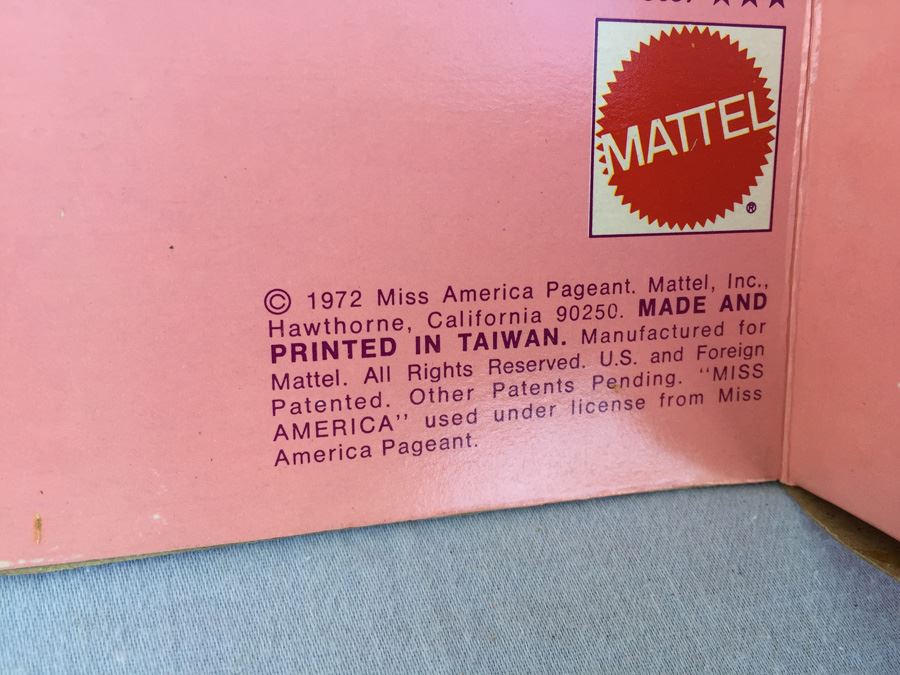 ★★★
MATTEL
®
© 1972 Miss America Pageant. Mattel, Inc.,
Hawthorne, California 90250. MADE AND
PRINTED IN TAIWAN. Manufactured for
Mattel. All Rights Reserved. U.S. and Foreign
Patented. Other Patents Pending. "MISS
AMERICA" used under license from Miss
America Pageant.